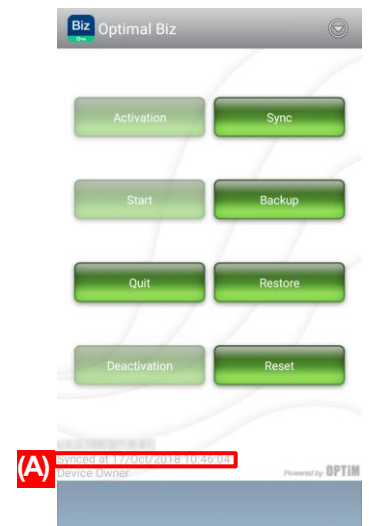 Biz
One
Optimal Biz
Activation Sync
Start Backup
Quit Restore
Deactivation Reset
Synced at 17/Oct/2018 10:46:04
(A)
Device Owner
Powered by OPTiM